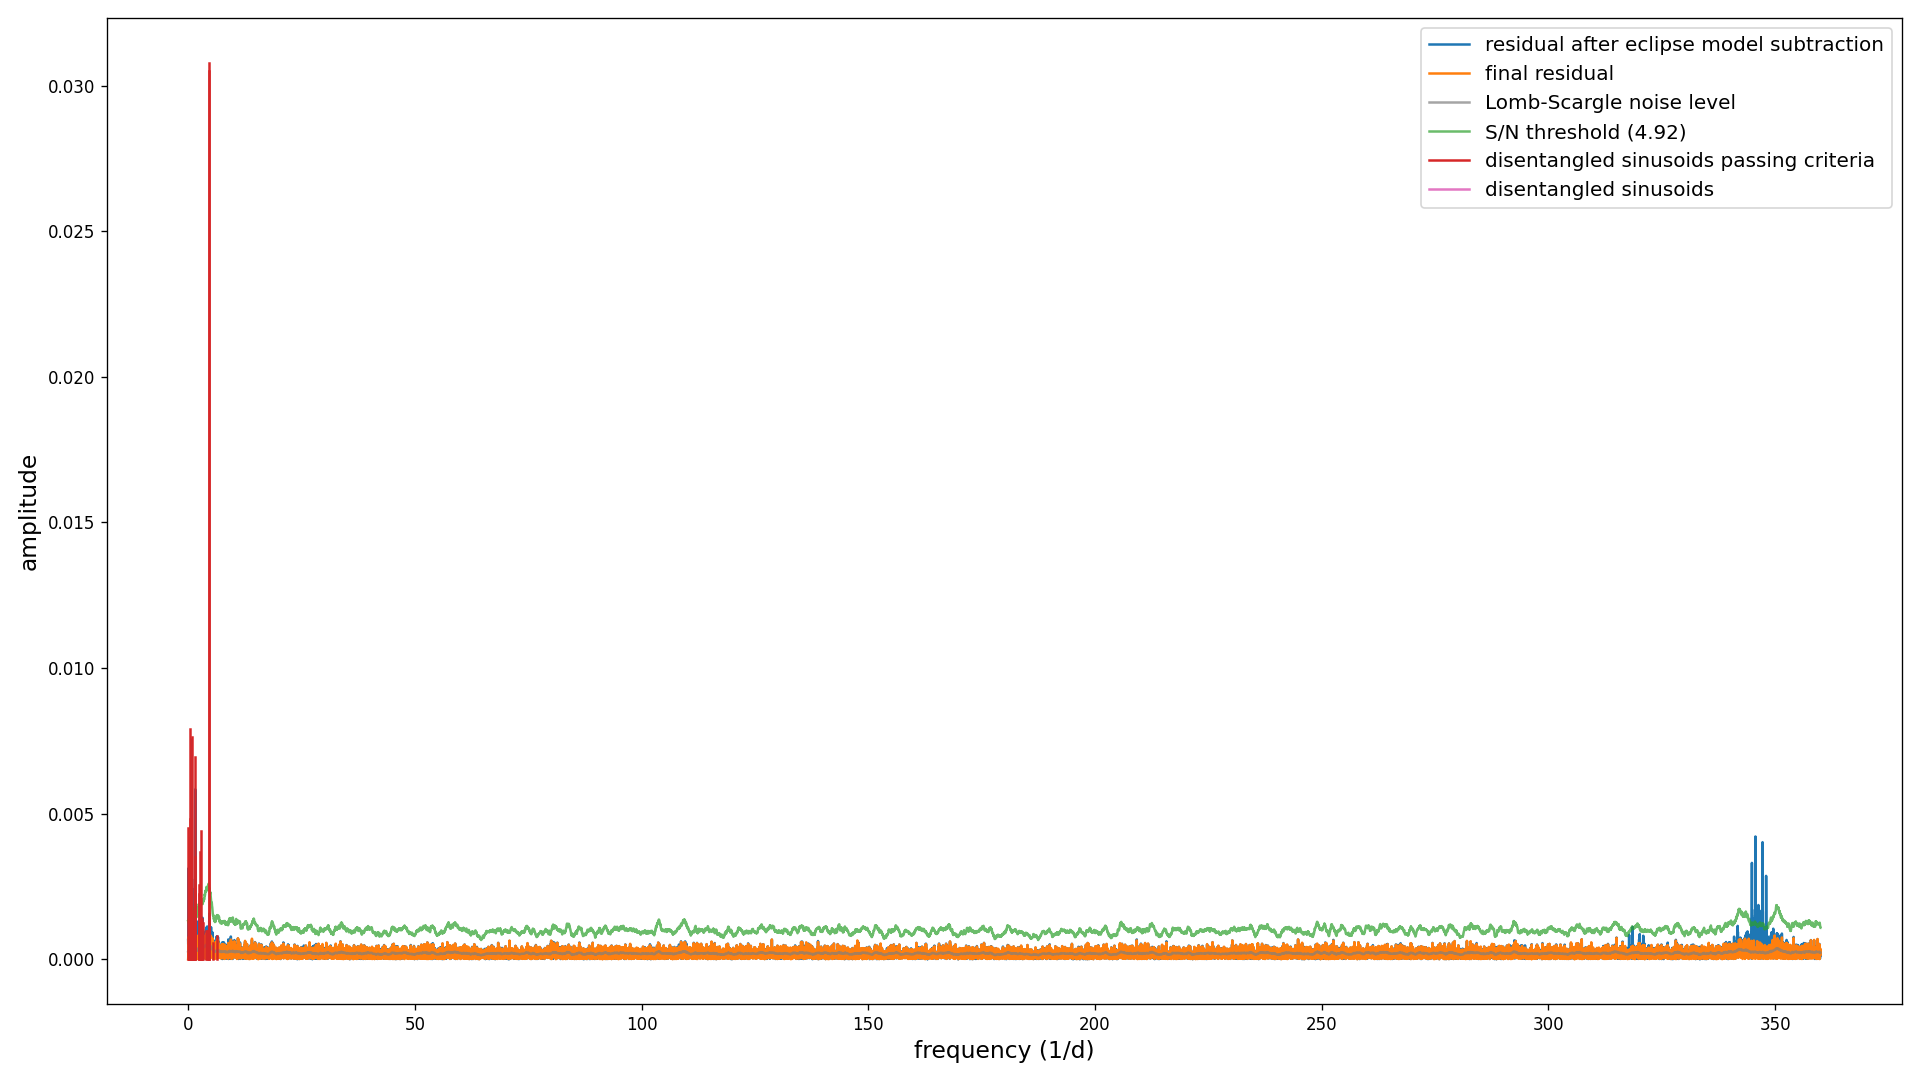 residual after eclipse model subtraction
final residual
Lomb-Scargle noise level
S/N threshold (4.92)
disentangled sinusoids passing criteria
disentangled sinusoids
amplitude
0.030
0.025
0.020
0.015
0.010
0.005
0.000
0 50 100 150 200 250 300 350
frequency (1/d)